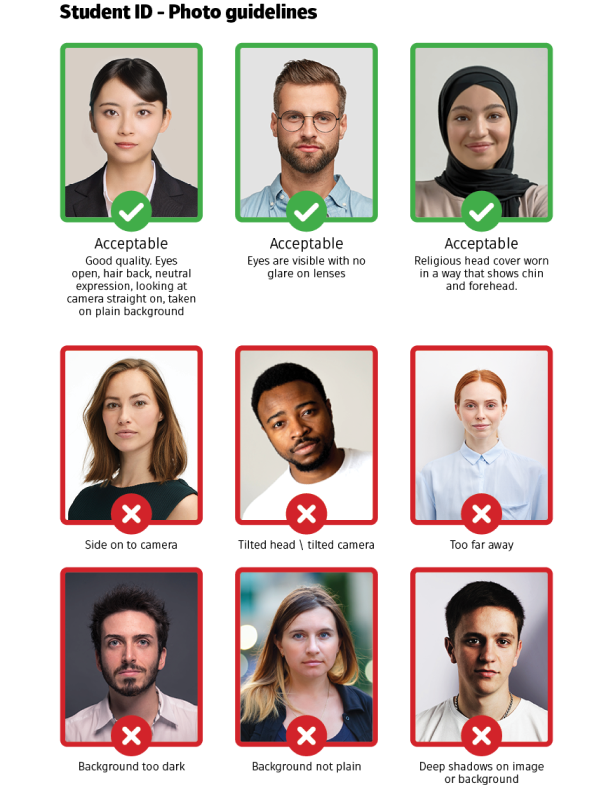 Student ID - Photo guidelines
Acceptable
Good quality. Eyes
open, hair back, neutral
expression, looking at
camera straight on, taken
on plain background
Acceptable
Eyes are visible with no
glare on lenses
Acceptable
Religious head cover worn
in a way that shows chin
and forehead.
Side on to camera
Tilted head \ tilted camera
Too far away
Background too dark
Background not plain
Deep shadows on image
or background